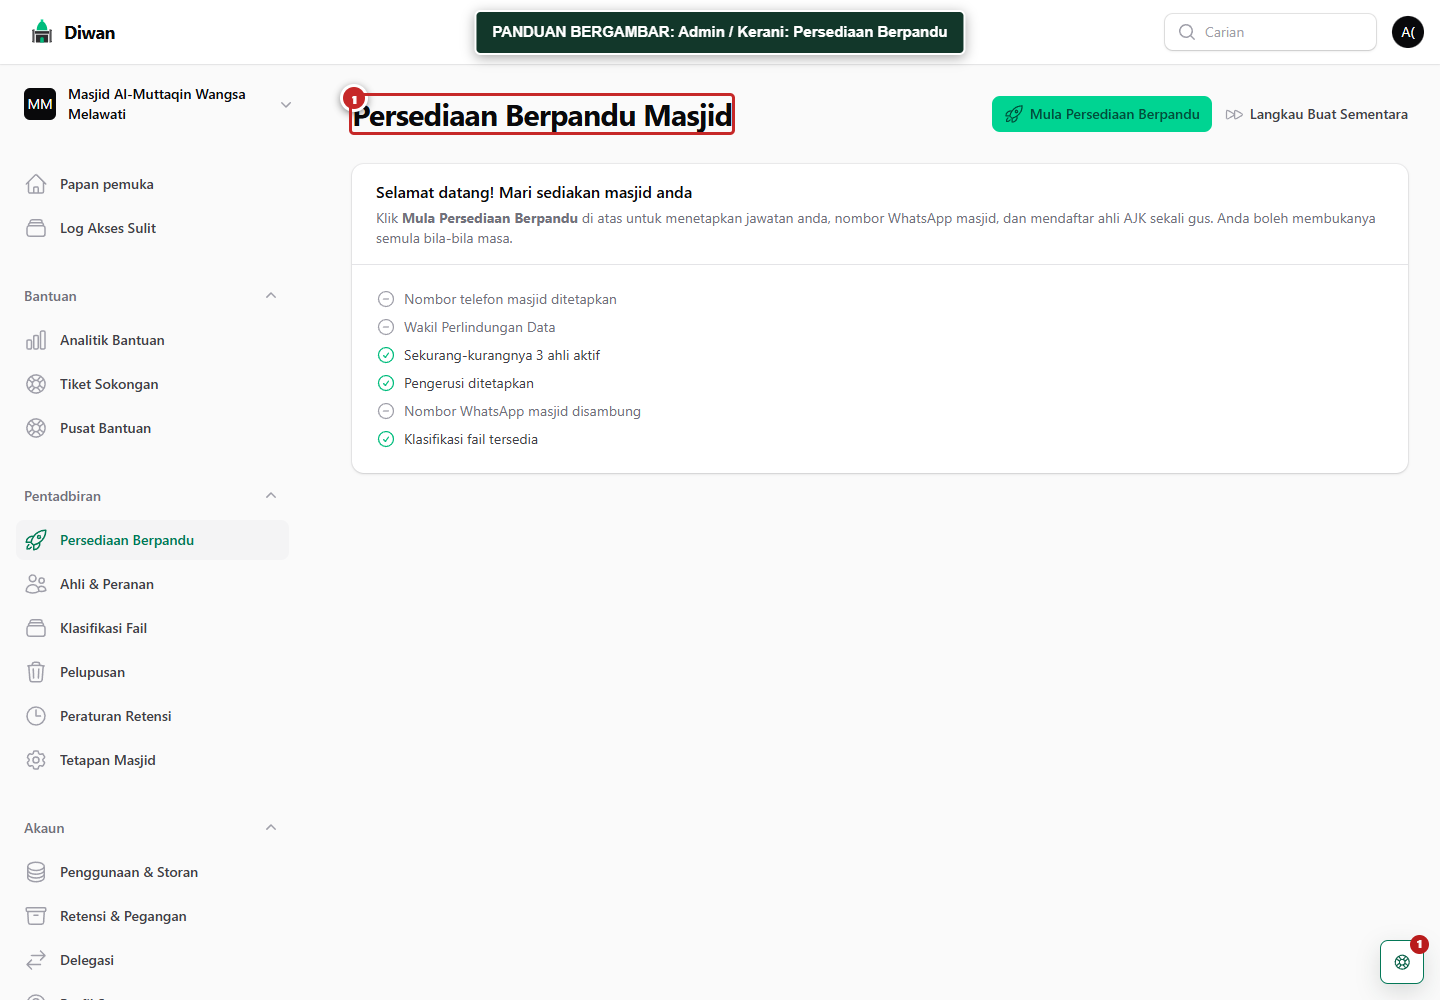 Diwan
PANDUAN BERGAMBAR: Admin / Kerani: Persediaan Berpandu
Carian
A(
MM
Masjid Al-Muttaqin Wangsa
Melawati
1
Persediaan Berpandu Masjid
Mula Persediaan Berpandu
Langkau Buat Sementara
Papan pemuka
Log Akses Sulit
Bantuan
Analitik Bantuan
Tiket Sokongan
Pusat Bantuan
Pentadbiran
Persediaan Berpandu
Ahli & Peranan
Klasifikasi Fail
Pelupusan
Peraturan Retensi
Tetapan Masjid
Akaun
Penggunaan & Storan
Retensi & Pegangan
Delegasi
Selamat datang! Mari sediakan masjid anda
Klik Mula Persediaan Berpandu di atas untuk menetapkan jawatan anda, nombor WhatsApp masjid, dan mendaftar ahli AJK sekali gus. Anda boleh membukanya
semula bila-bila masa.
Nombor telefon masjid ditetapkan
Wakil Perlindungan Data
Sekurang-kurangnya 3 ahli aktif
Pengerusi ditetapkan
Nombor WhatsApp masjid disambung
Klasifikasi fail tersedia
1